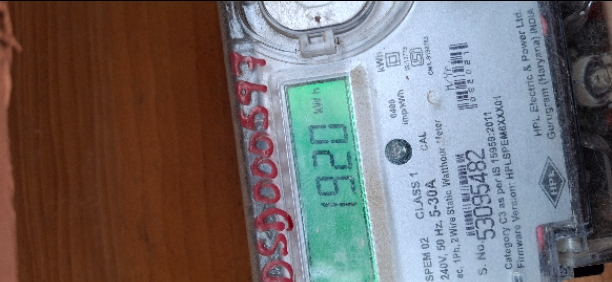 DSD000597
1920 kWh
kWh
6400
imp/kWh
SPEM 02 CLASS 1 CAL
240V, 50 Hz, 5-30A
ac, 1Ph, 2 Wire Static Watthour Meter
S. No. 53095482
Category C3 as per IS 15959:2011
Firmware Version: HPLSPEM6XXX01
HPL
HPL Electric & Power Ltd.
Gurugram (Haryana) INDIA